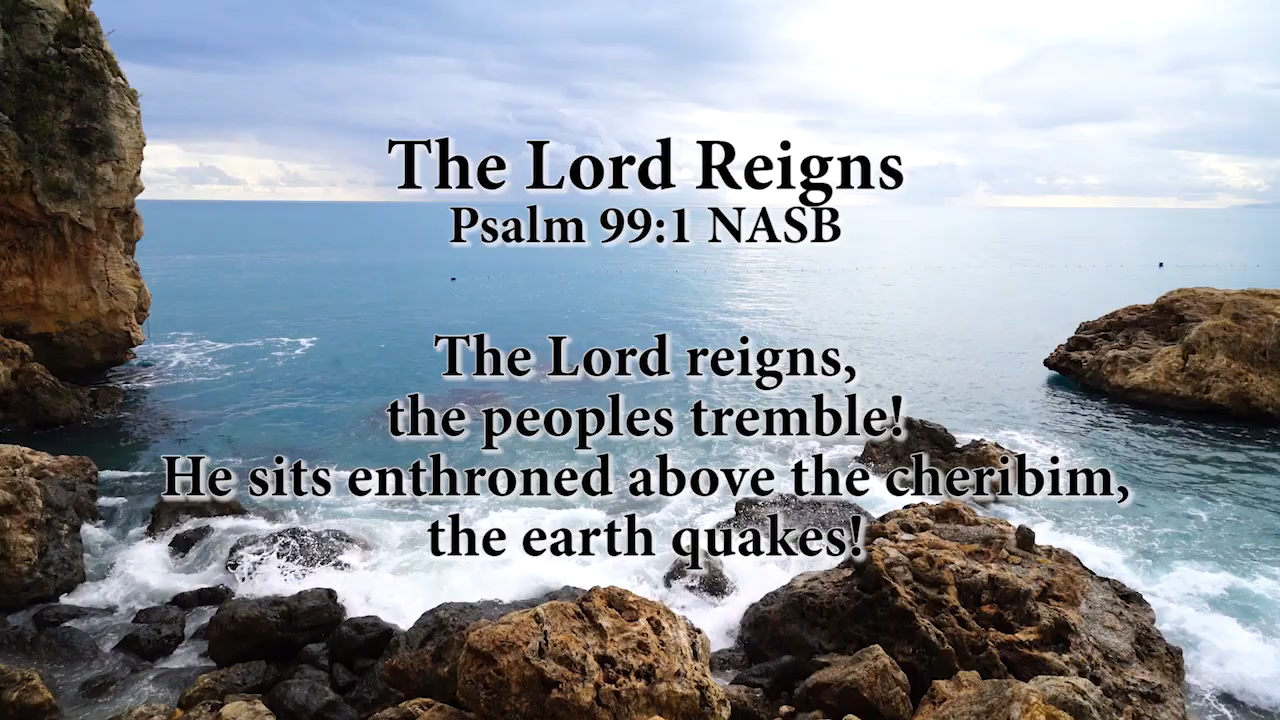 The Lord Reigns
Psalm 99:1 NASB
The Lord reigns,
the peoples tremble!
He sits enthroned above the cheribim,
the earth quakes!